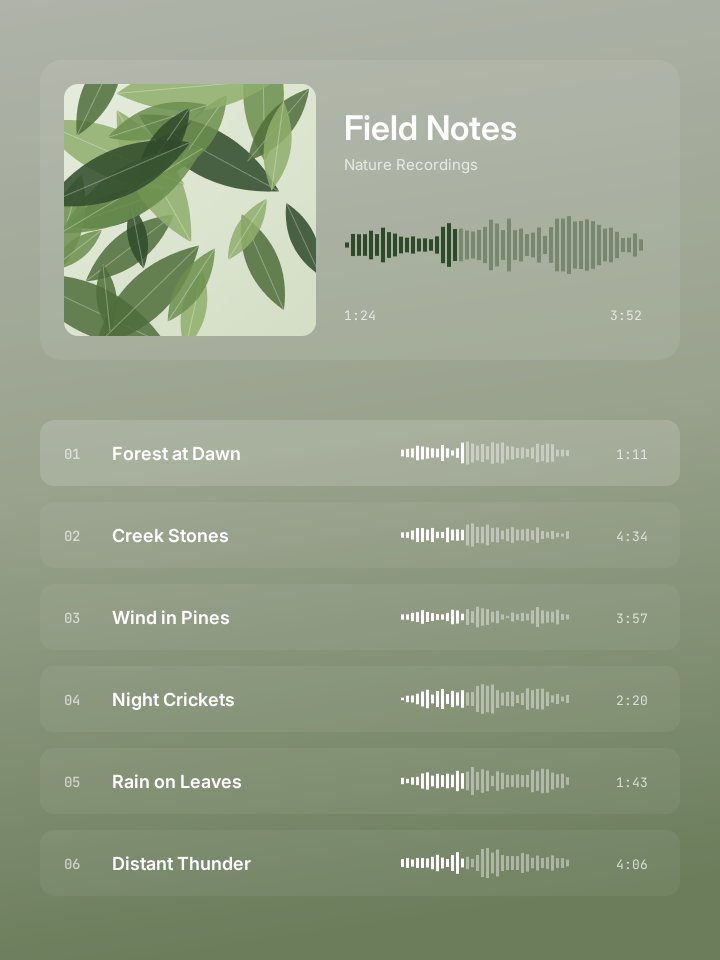 Field Notes
Nature Recordings
1:24 3:52
01 Forest at Dawn 1:11
02 Creek Stones 4:34
03 Wind in Pines 3:57
04 Night Crickets 2:20
05 Rain on Leaves 1:43
06 Distant Thunder 4:06